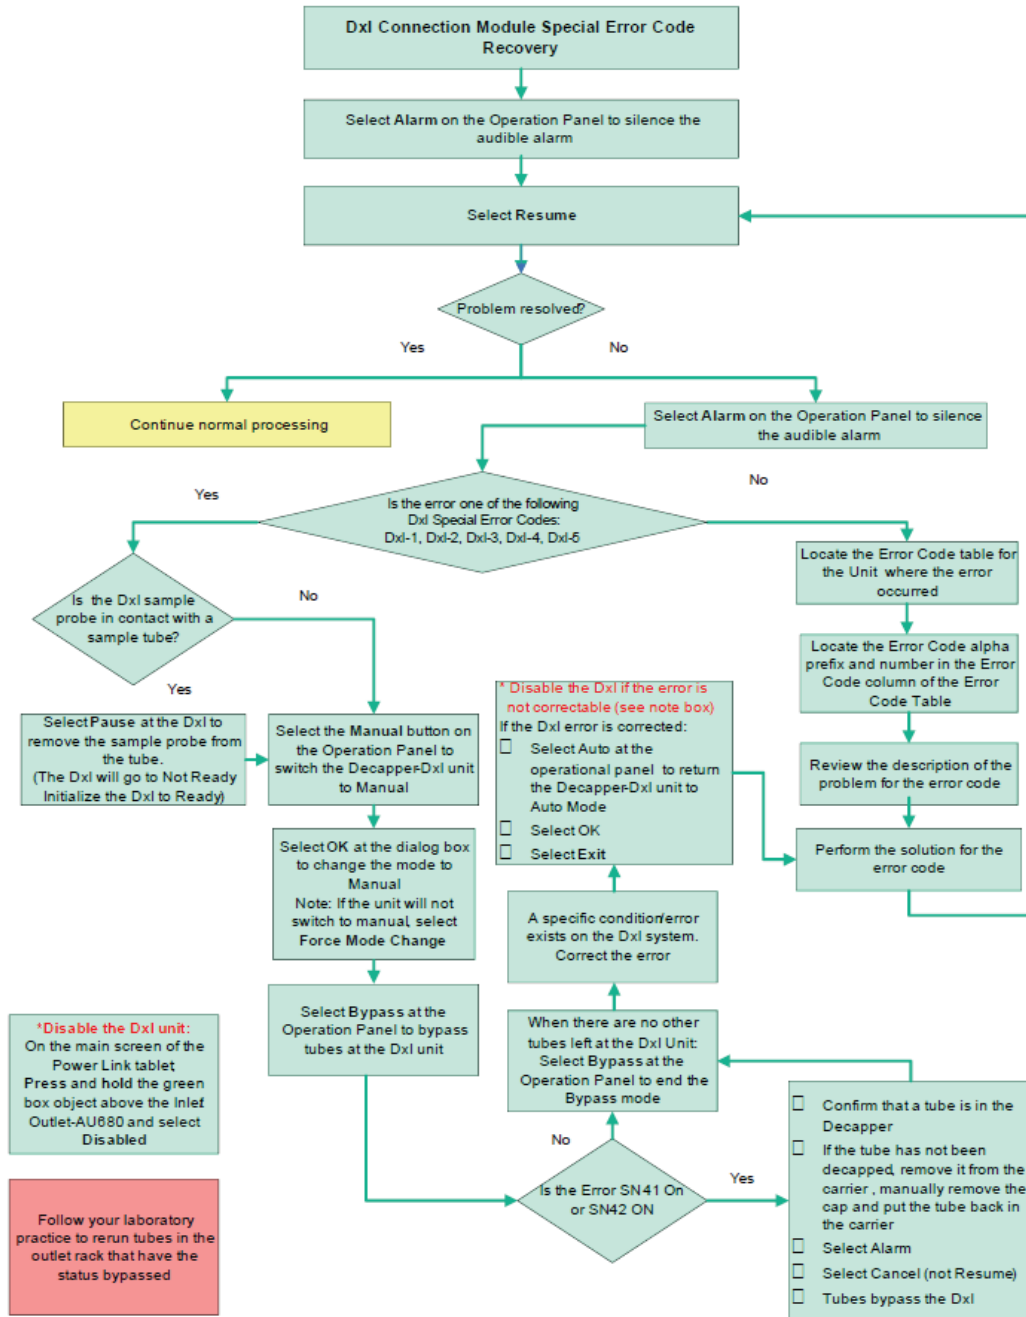 DxI Connection Module Special Error Code
Recovery
Select Alarm on the Operation Panel to silence the
audible alarm
Select Resume
Problem resolved?
Yes
No
Continue normal processing
Select Alarm on the Operation Panel to silence
the audible alarm
Yes
No
Is the error one of the following
DxI Special Error Codes:
DxI-1, DxI-2, DxI-3, DxI-4, DxI-5
Is the DxI sample
probe in contact with a
sample tube?
No
Yes
Locate the Error Code table for
the Unit where the error
occurred
Locate the Error Code alpha
prefix and number in the Error
Code column of the Error
Code Table
Review the description of the
problem for the error code
Perform the solution for the
error code
Select Pause at the DxI to
remove the sample probe from
the tube.
(The DxI will go to Not Ready
Initialize the DxI to Ready)
Select the Manual button on
the Operation Panel to
switch the Decapper-DxI unit
to Manual
Select OK at the dialog box
to change the mode to
Manual
Note: If the unit will not
switch to manual, select
Force Mode Change
Select Bypass at the
Operation Panel to bypass
tubes at the DxI unit
* Disable the DxI if the error is
not correctable (see note box)
If the DxI error is corrected:
☐ Select Auto at the
operational panel to return
the Decapper-DxI unit to
Auto Mode
☐ Select OK
☐ Select Exit
A specific condition/error
exists on the DxI system.
Correct the error
When there are no other
tubes left at the DxI Unit:
Select Bypass at the
Operation Panel to end the
Bypass mode
No
Is the Error SN41 On
or SN42 ON
Yes
☐ Confirm that a tube is in the
Decapper
☐ If the tube has not been
decapped, remove it from the
carrier , manually remove the
cap and put the tube back in
the carrier
☐ Select Alarm
☐ Select Cancel (not Resume)
☐ Tubes bypass the DxI
*Disable the DxI unit:
On the main screen of the
Power Link tablet,
Press and hold the green
box object above the Inlet/
Outlet-AU680 and select
Disabled
Follow your laboratory
practice to rerun tubes in the
outlet rack that have the
status bypassed